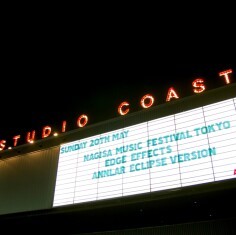 STUDIO COAST
SUNDAY 20TH MAY
NAGISA MUSIC FESTIVAL TOKYO
EDGE EFFECTS
ANNLAR ECLIPSE VERSION